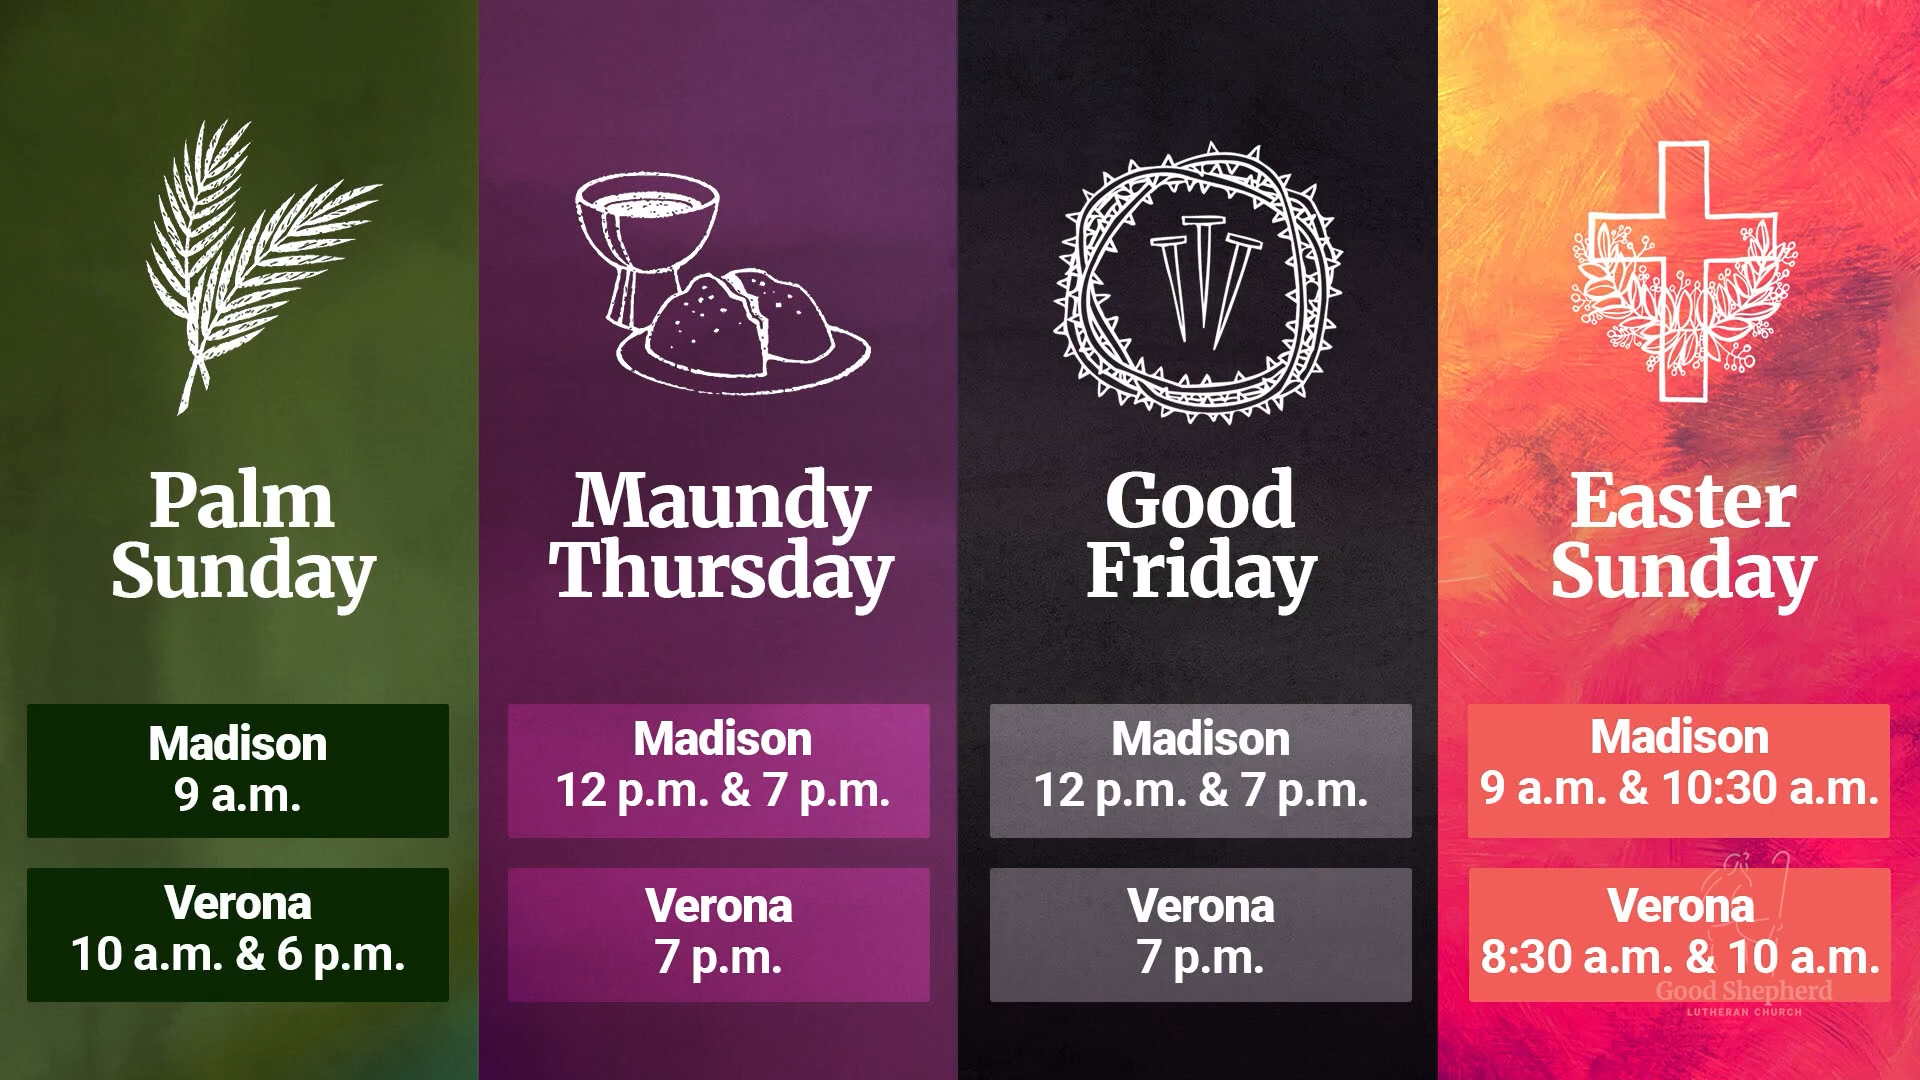 Palm
Sunday
Madison
9 a.m.
Verona
10 a.m. & 6 p.m.
Maundy
Thursday
Madison
12 p.m. & 7 p.m.
Verona
7 p.m.
Good
Friday
Madison
12 p.m. & 7 p.m.
Verona
7 p.m.
Easter
Sunday
Madison
9 a.m. & 10:30 a.m.
Verona
8:30 a.m. & 10 a.m.
Good Shepherd
LUTHERAN CHURCH